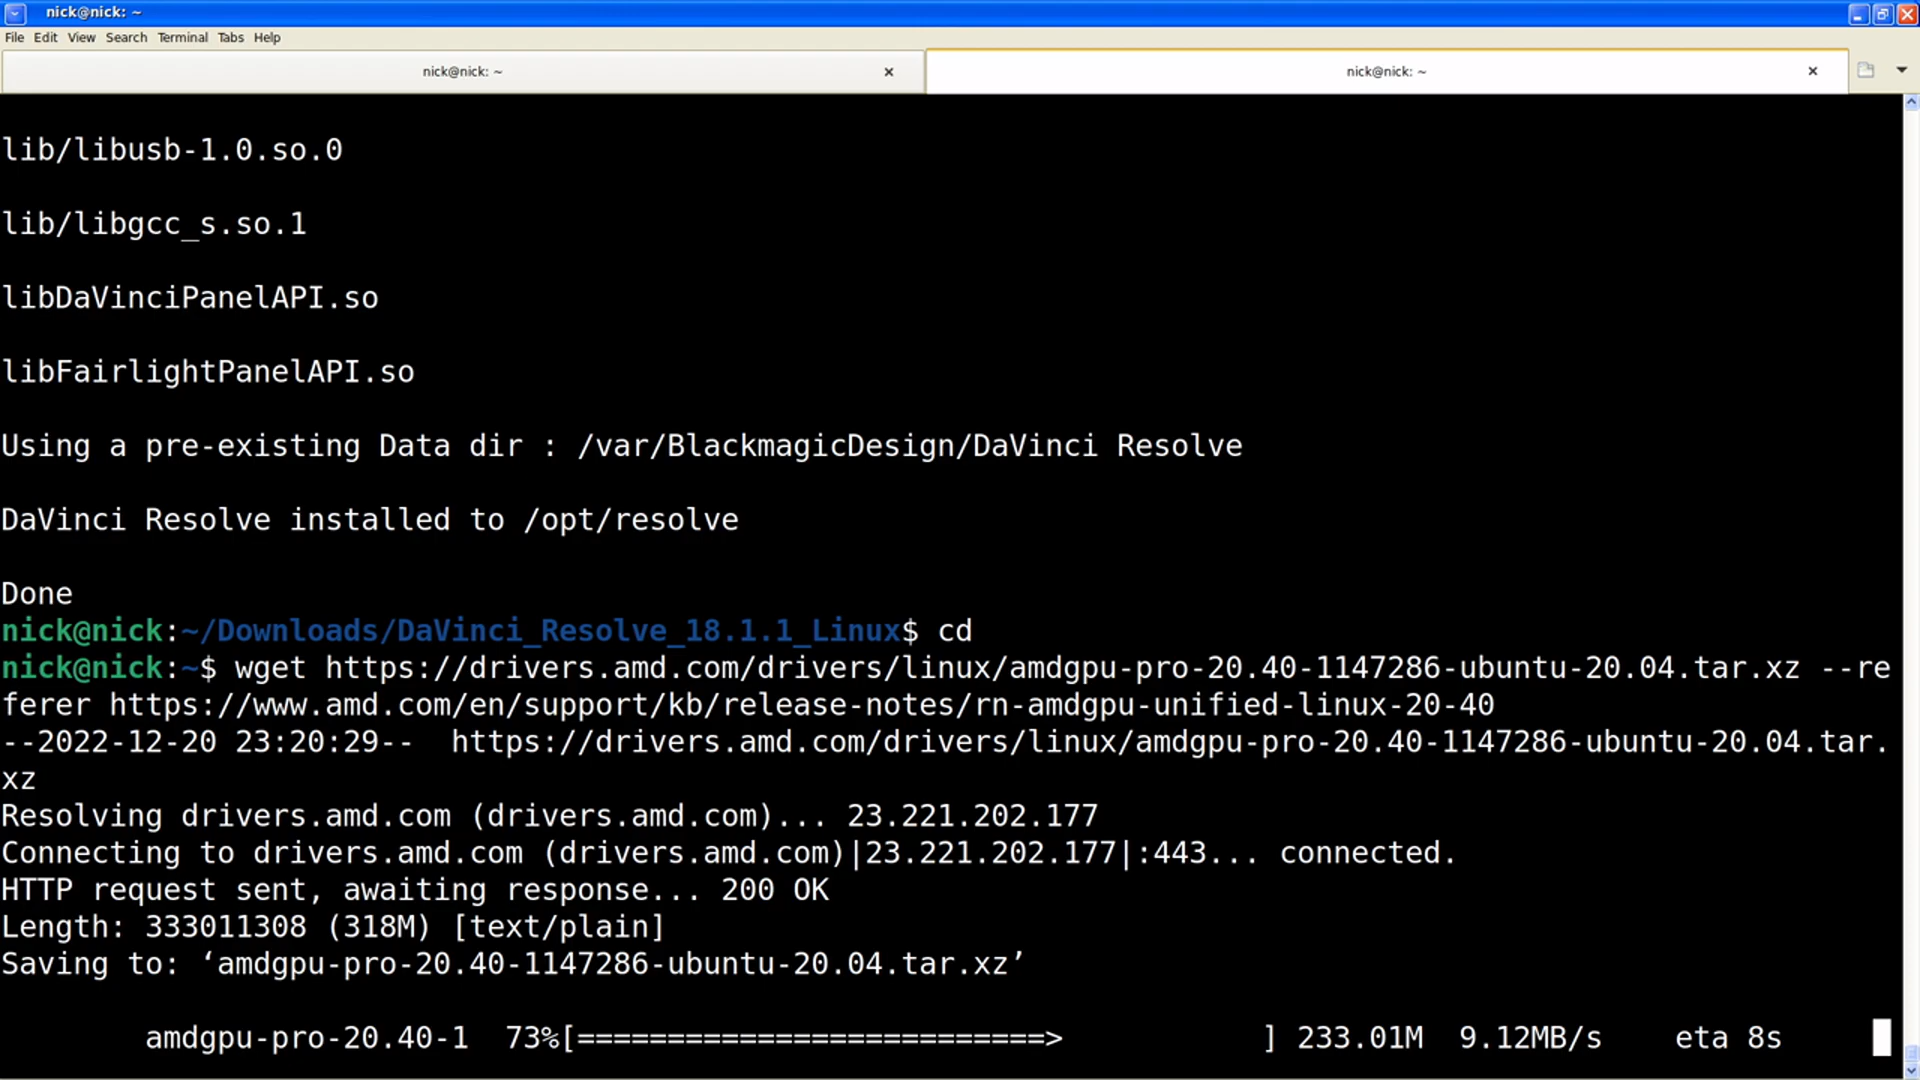 nick@nick: ~
File Edit View Search Terminal Tabs Help
nick@nick: ~ nick@nick: ~
lib/libusb-1.0.so.0
lib/libgcc_s.so.1
libDaVinciPanelAPI.so
libFairlightPanelAPI.so
Using a pre-existing Data dir : /var/BlackmagicDesign/DaVinci Resolve
DaVinci Resolve installed to /opt/resolve
Done
nick@nick:~/Downloads/DaVinci_Resolve_18.1.1_Linux$ cd
nick@nick:~$ wget https://drivers.amd.com/drivers/linux/amdgpu-pro-20.40-1147286-ubuntu-20.04.tar.xz --re
ferer https://www.amd.com/en/support/kb/release-notes/rn-amdgpu-unified-linux-20-40
--2022-12-20 23:20:29--  https://drivers.amd.com/drivers/linux/amdgpu-pro-20.40-1147286-ubuntu-20.04.tar.
xz
Resolving drivers.amd.com (drivers.amd.com)... 23.221.202.177
Connecting to drivers.amd.com (drivers.amd.com)|23.221.202.177|:443... connected.
HTTP request sent, awaiting response... 200 OK
Length: 333011308 (318M) [text/plain]
Saving to: ‘amdgpu-pro-20.40-1147286-ubuntu-20.04.tar.xz’
amdgpu-pro-20.40-1  73%[==========================>           ] 233.01M  9.12MB/s    eta 8s